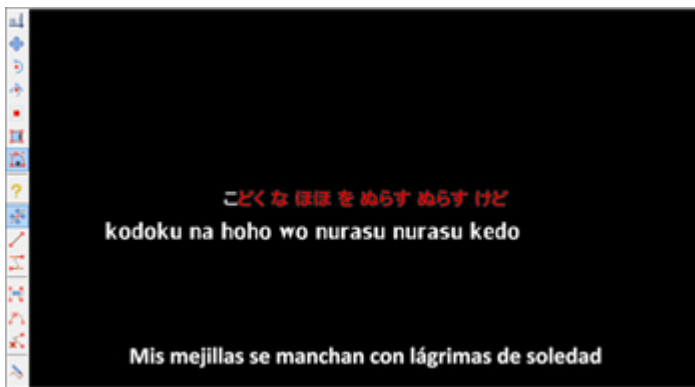 こどく な ほほ を ぬらす ぬらす けど
kodoku na hoho wo nurasu nurasu kedo
Mis mejillas se manchan con lágrimas de soledad